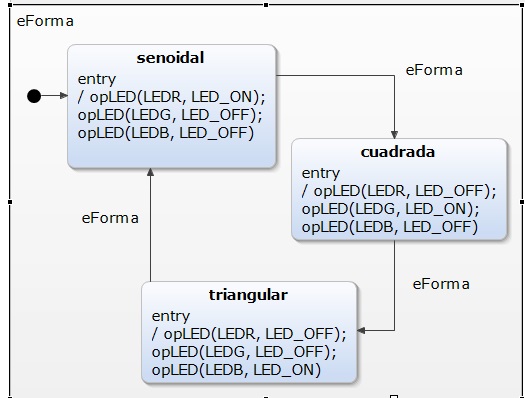 eForma
senoidal
entry
/ opLED(LEDR, LED_ON);
opLED(LEDG, LED_OFF);
opLED(LEDB, LED_OFF)
eForma
cuadrada
entry
/ opLED(LEDR, LED_OFF);
opLED(LEDG, LED_ON);
opLED(LEDB, LED_OFF)
eForma
eForma
triangular
entry
/ opLED(LEDR, LED_OFF);
opLED(LEDG, LED_OFF);
opLED(LEDB, LED_ON)